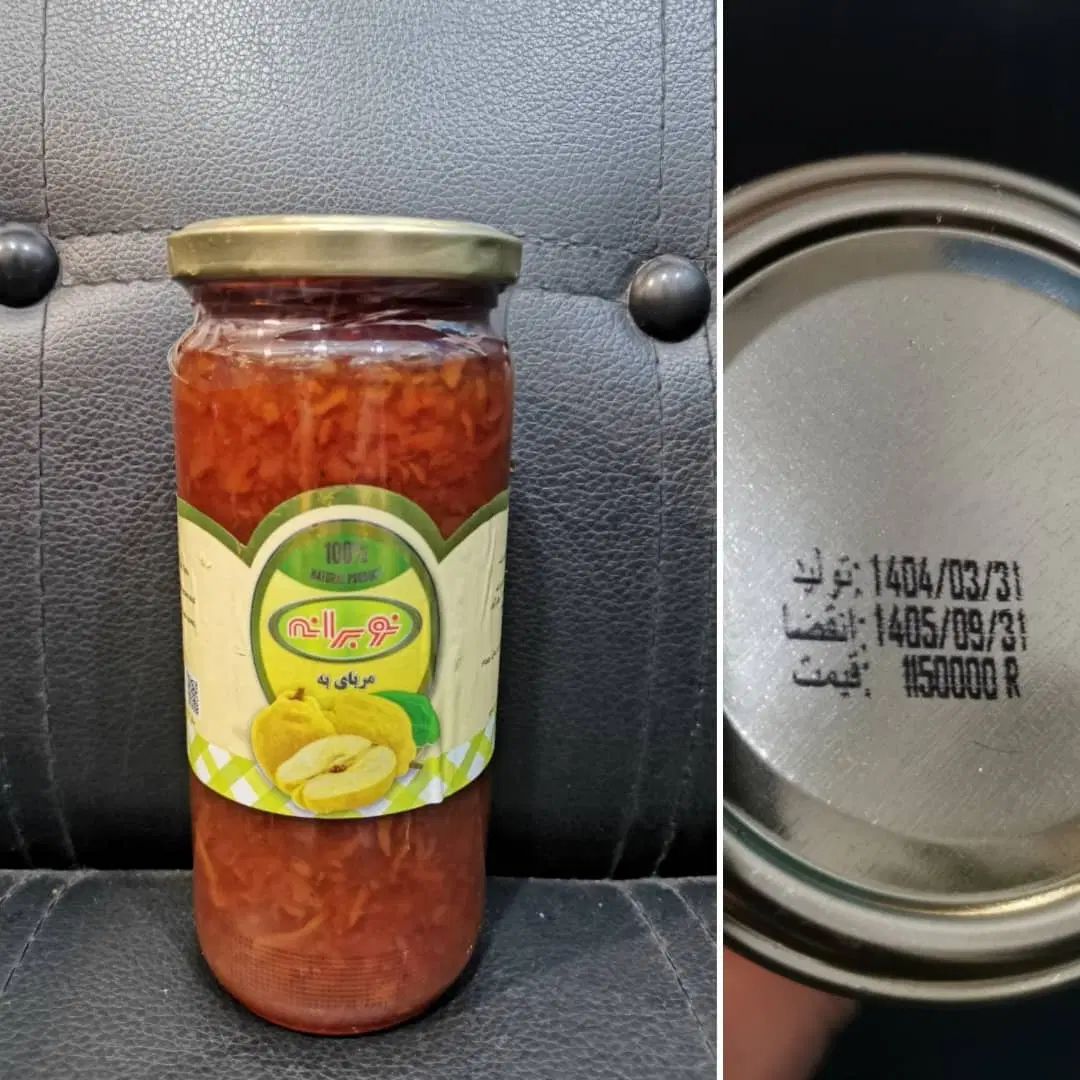 100%
NATURAL PRODUCT
نوبرانه
مربای به
تولید: 1404/03/31
انقضا: 1405/09/31
قیمت: 1150000 R